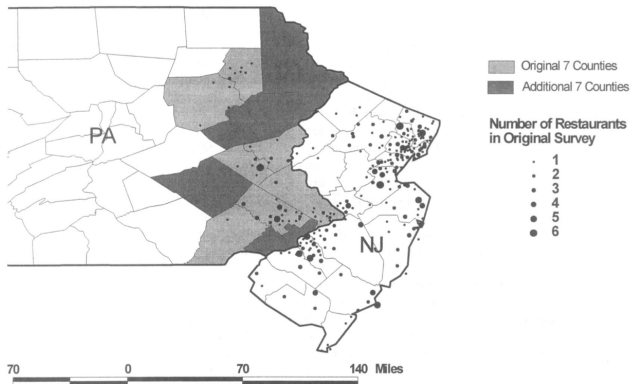 PA
NJ
Original 7 Counties
Additional 7 Counties
Number of Restaurants
in Original Survey
1
2
3
4
5
6
70 0 70 140 Miles